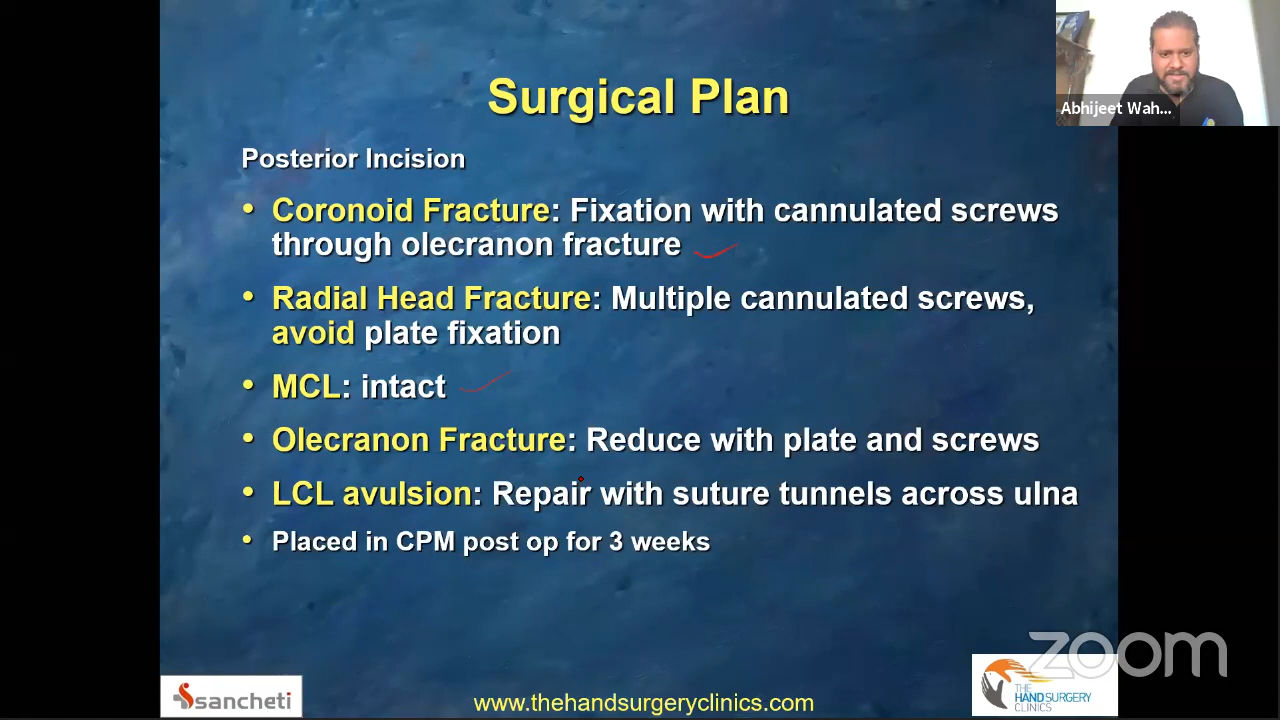 Surgical Plan
Abhijeet Wah...
Posterior Incision
• Coronoid Fracture: Fixation with cannulated screws
through olecranon fracture
• Radial Head Fracture: Multiple cannulated screws,
avoid plate fixation
• MCL: intact
• Olecranon Fracture: Reduce with plate and screws
• LCL avulsion: Repair with suture tunnels across ulna
• Placed in CPM post op for 3 weeks
zoom
sancheti
www.thehandsurgeryclinics.com
THE
HANDSURGERY
CLINICS